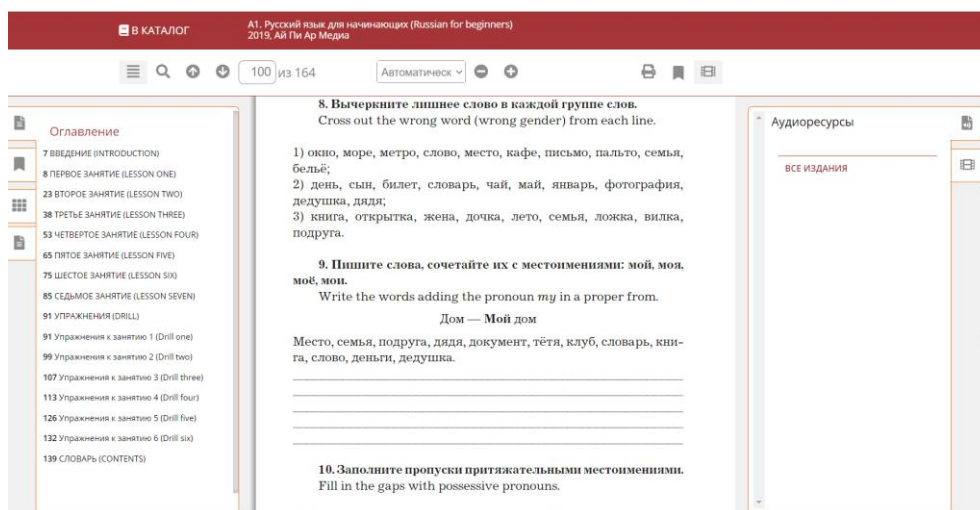 В КАТАЛОГ
А1. Русский язык для начинающих (Russian for beginners)
2019, Ай Пи Ар Медиа
100 из 164
Автоматическ
Оглавление
7 ВВЕДЕНИЕ (INTRODUCTION)
8 ПЕРВОЕ ЗАНЯТИЕ (LESSON ONE)
23 ВТОРОЕ ЗАНЯТИЕ (LESSON TWO)
38 ТРЕТЬЕ ЗАНЯТИЕ (LESSON THREE)
53 ЧЕТВЕРТОЕ ЗАНЯТИЕ (LESSON FOUR)
65 ПЯТОЕ ЗАНЯТИЕ (LESSON FIVE)
75 ШЕСТОЕ ЗАНЯТИЕ (LESSON SIX)
85 СЕДЬМОЕ ЗАНЯТИЕ (LESSON SEVEN)
91 УПРАЖНЕНИЯ (DRILL)
91 Упражнения к занятию 1 (Drill one)
99 Упражнения к занятию 2 (Drill two)
107 Упражнения к занятию 3 (Drill three)
113 Упражнения к занятию 4 (Drill four)
126 Упражнения к занятию 5 (Drill five)
132 Упражнения к занятию 6 (Drill six)
139 СЛОВАРЬ (CONTENTS)
8. Вычеркните лишнее слово в каждой группе слов.
Cross out the wrong word (wrong gender) from each line.
1) окно, море, метро, слово, место, кафе, письмо, пальто, семья,
бельё;
2) день, сын, билет, словарь, чай, май, январь, фотография,
дедушка, дядя;
3) книга, открытка, жена, дочка, лето, семья, ложка, вилка,
подруга.
9. Пишите слова, сочетайте их с местоимениями: мой, моя,
моё, мои.
Write the words adding the pronoun my in a proper from.
Дом — Мой дом
Место, семья, подруга, дядя, документ, тётя, клуб, словарь, кни-
га, слово, деньги, дедушка.
10. Заполните пропуски притяжательными местоимениями.
Fill in the gaps with possessive pronouns.
Аудиоресурсы
ВСЕ ИЗДАНИЯ